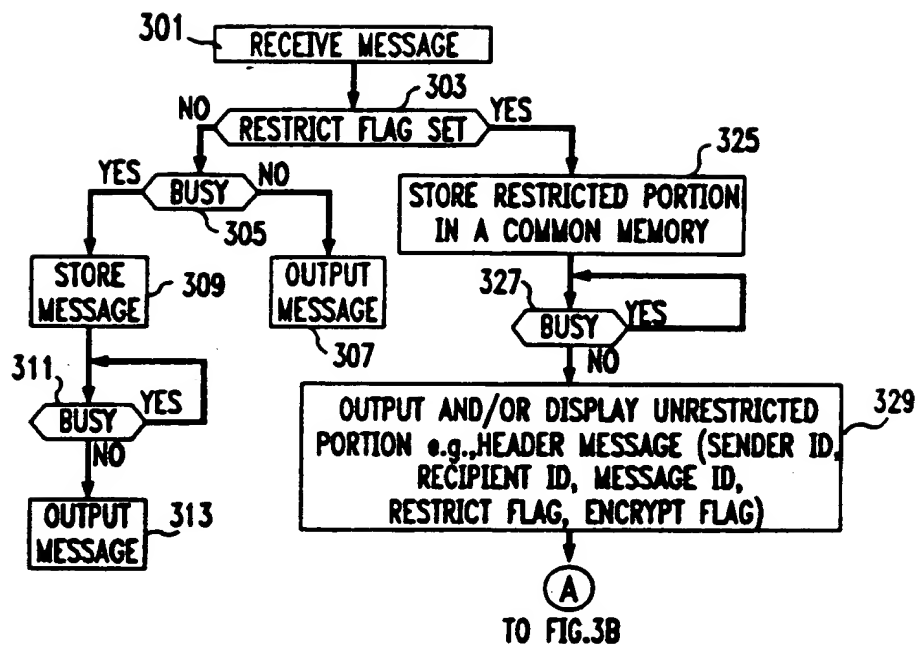 301
RECEIVE MESSAGE
303
NO
RESTRICT FLAG SET
YES
325
YES
BUSY
NO
305
STORE RESTRICTED PORTION
IN A COMMON MEMORY
STORE
MESSAGE
309
OUTPUT
MESSAGE
307
327
BUSY
YES
NO
311
BUSY
YES
NO
OUTPUT AND/OR DISPLAY UNRESTRICTED
PORTION e.g.,HEADER MESSAGE (SENDER ID,
RECIPIENT ID, MESSAGE ID,
RESTRICT FLAG, ENCRYPT FLAG)
329
OUTPUT
MESSAGE
313
A
TO FIG.3B